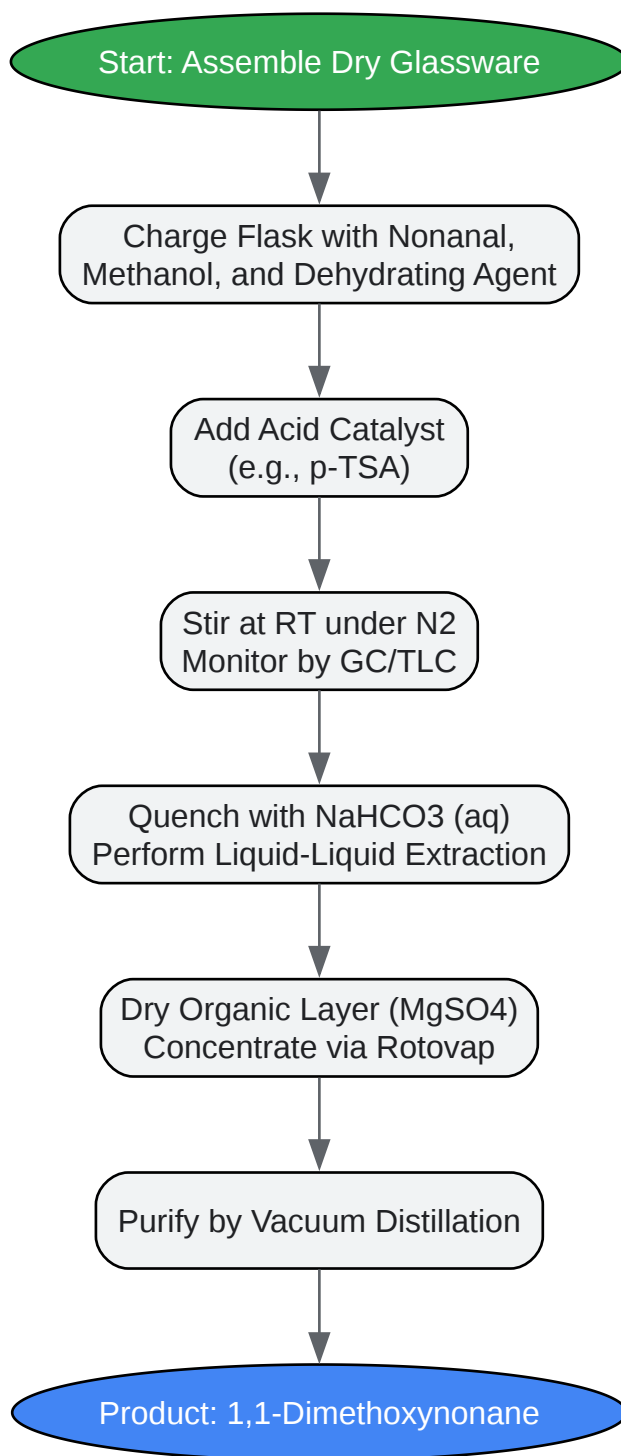 Start: Assemble Dry Glassware
Charge Flask with Nonanal,
Methanol, and Dehydrating Agent
Add Acid Catalyst
(e.g., p-TSA)
Stir at RT under N2
Monitor by GC/TLC
Quench with NaHCO3 (aq)
Perform Liquid-Liquid Extraction
Dry Organic Layer (MgSO4)
Concentrate via Rotovap
Purify by Vacuum Distillation
Product: 1,1-Dimethoxynonane